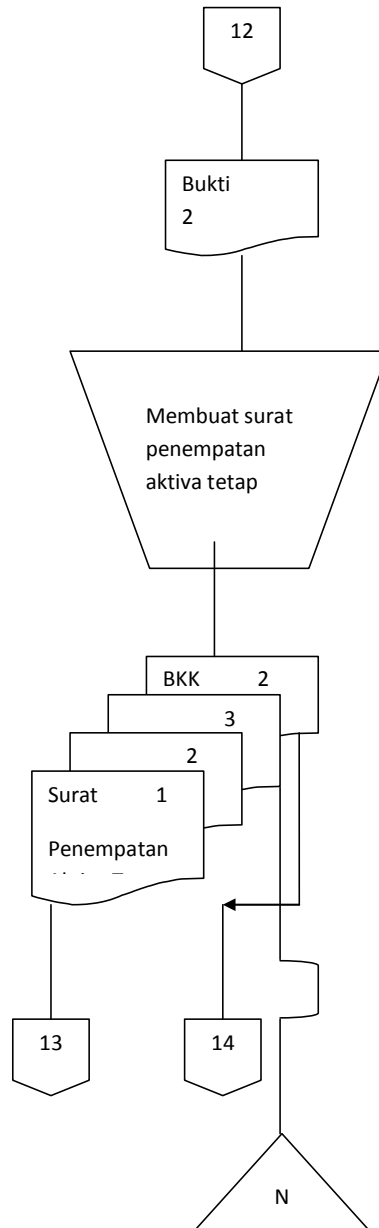 12
Bukti
2
Membuat surat
penempatan
aktiva tetap
BKK 2
3
2
Surat 1
Penempatan
13
14
N